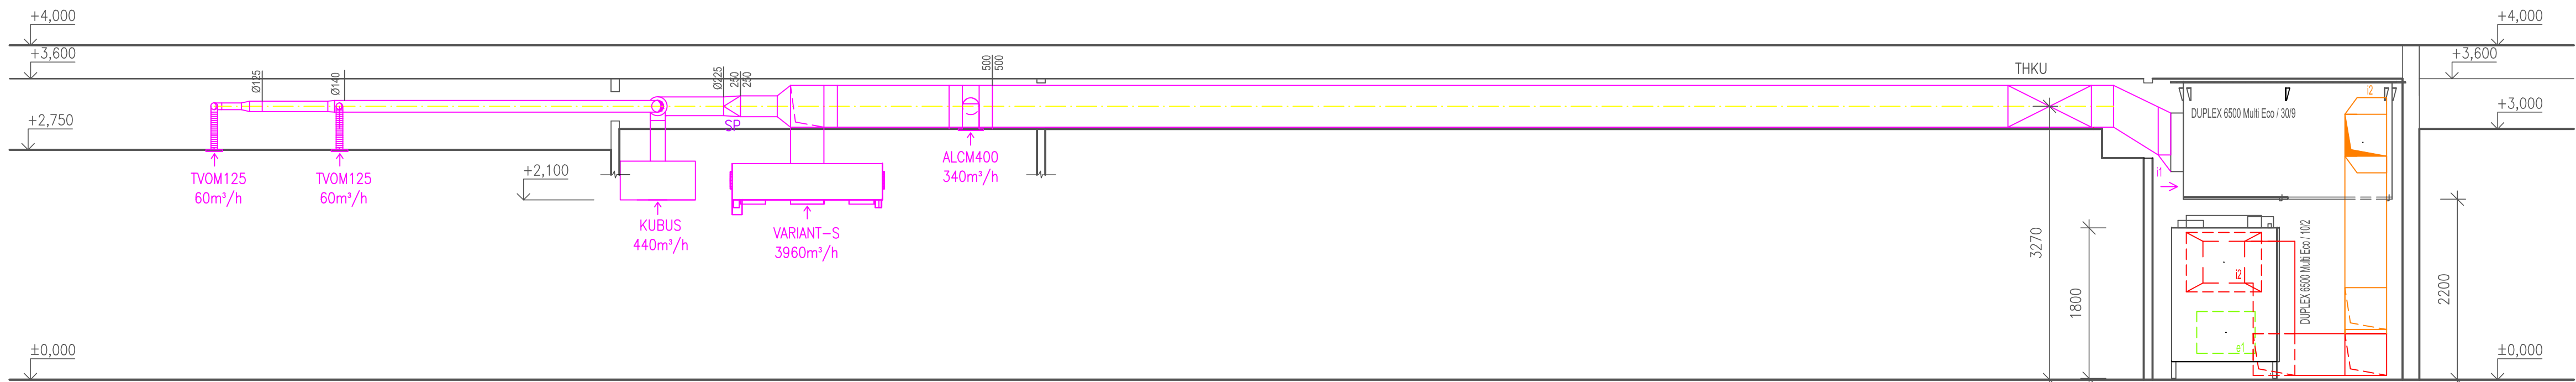 +4,000
+4,000
+3,600
+3,600
THKU
Ø125
Ø140
Ø225
250
250
500
500
i2
+3,000
DUPLEX 6500 Multi Eco / 30/9
+2,750
SP
ALCM400
340m³/h
+2,100
TVOM125
60m³/h
TVOM125
60m³/h
i1
KUBUS
440m³/h
VARIANT-S
3960m³/h
3270
1800
i2
DUPLEX 6500 Multi Eco / 10/2
2200
e1
±0,000
±0,000